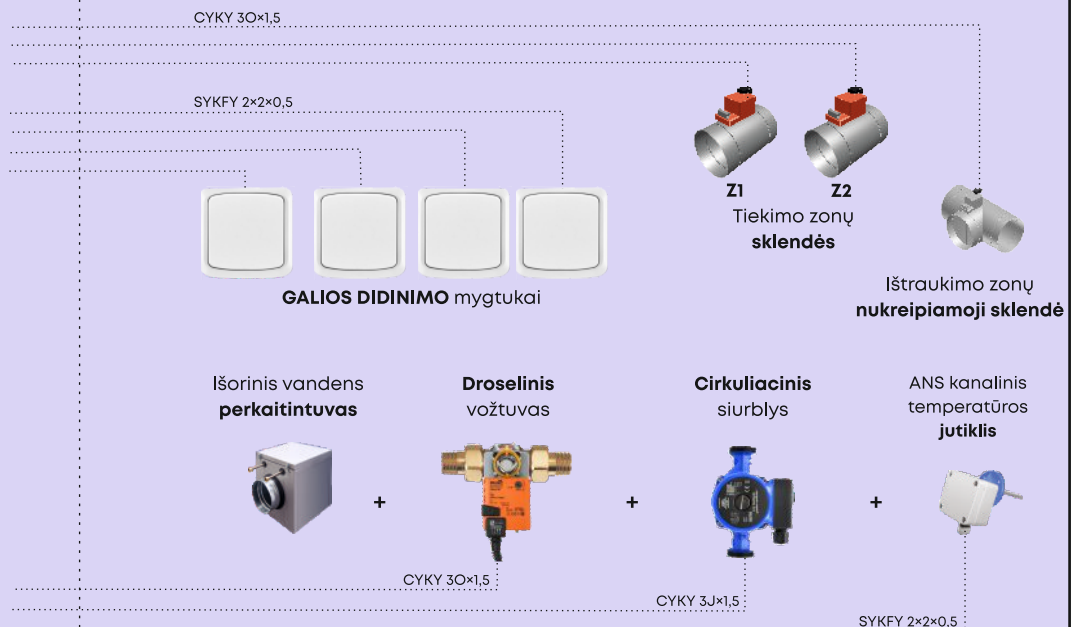 CYKY 3O×1,5
SYKFY 2×2×0,5
Z1 Z2
Tiekimo zonų
sklendės
GALIOS DIDINIMO mygtukai
Ištraukimo zonų
nukreipiamoji sklendė
Išorinis vandens
perkaitintuvas
Droselinis
vožtuvas
Cirkuliacinis
siurblys
ANS kanalinis
temperatūros
jutiklis
+ + +
CYKY 3O×1,5
CYKY 3J×1,5
SYKFY 2×2×0,5